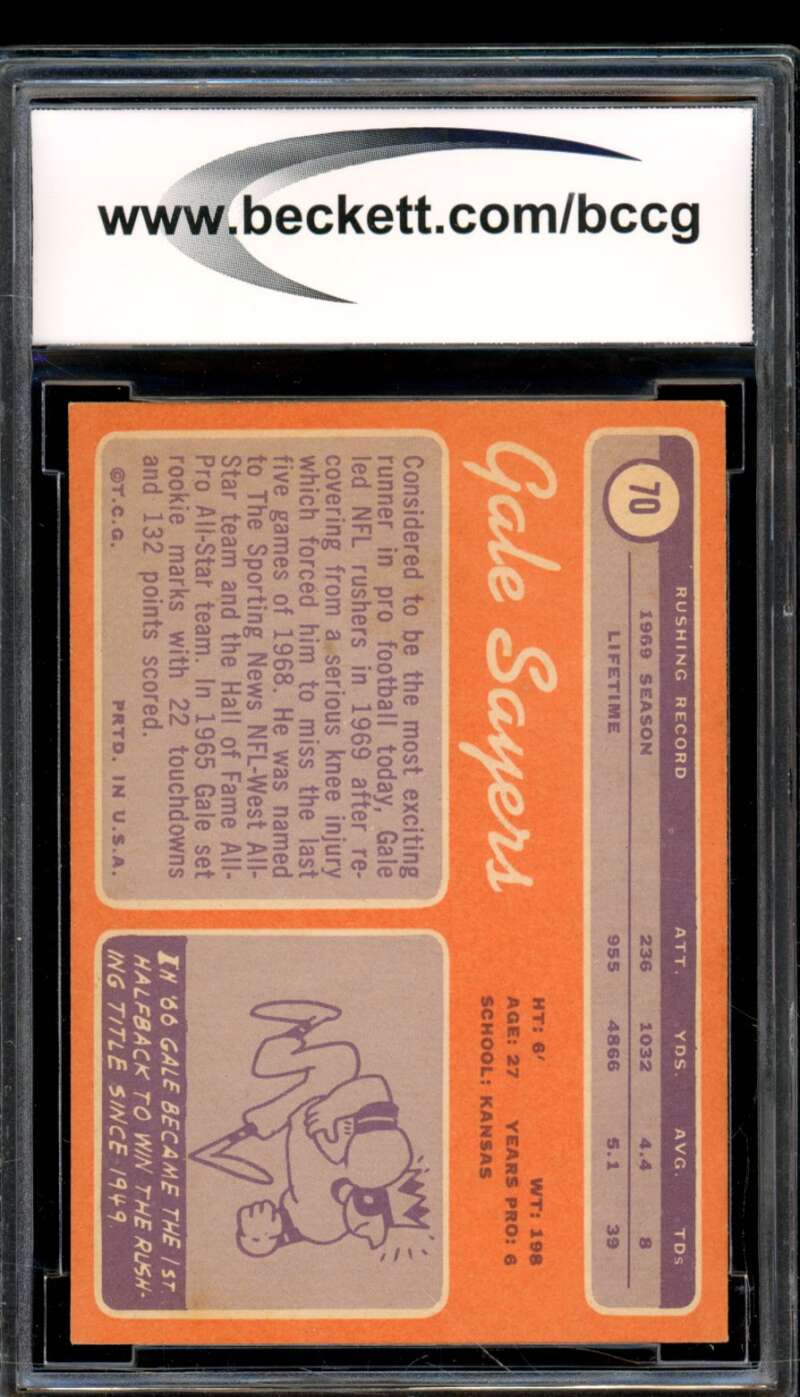 www.beckett.com/bccg
70
RUSHING RECORD ATT. YDS. AVG. TDs
1969 SEASON 236 1032 4.4 8
LIFETIME 955 4866 5.1 39
Gale Sayers
HT: 6' WT: 198
AGE: 27 YEARS PRO: 6
SCHOOL: KANSAS
Considered to be the most exciting
runner in pro football today, Gale
led NFL rushers in 1969 after re-
covering from a serious knee injury
which forced him to miss the last
five games of 1968. He was named
to The Sporting News NFL-West All-
Star team and the Hall of Fame All-
Pro All-Star team. In 1965 Gale set
rookie marks with 22 touchdowns
and 132 points scored.
©T.C.G. PRTD. IN U.S.A.
IN '66 GALE BECAME THE 1ST
HALFBACK TO WIN THE RUSH-
ING TITLE SINCE 1949